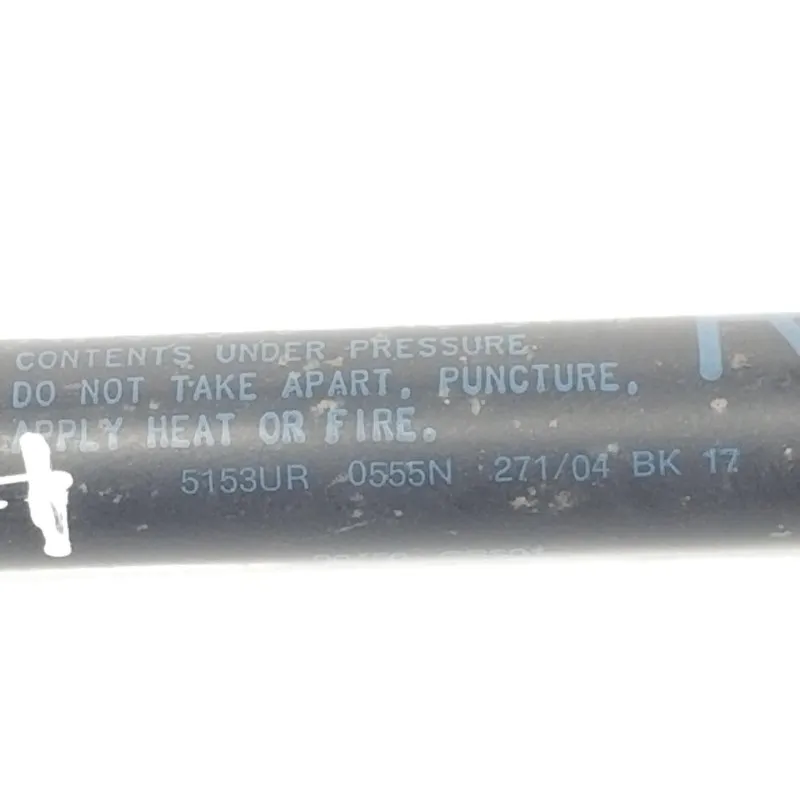 CONTENTS UNDER PRESSURE.
DO NOT TAKE APART, PUNCTURE,
APPLY HEAT OR FIRE.
5153UR 0555N 271/04 BK 17